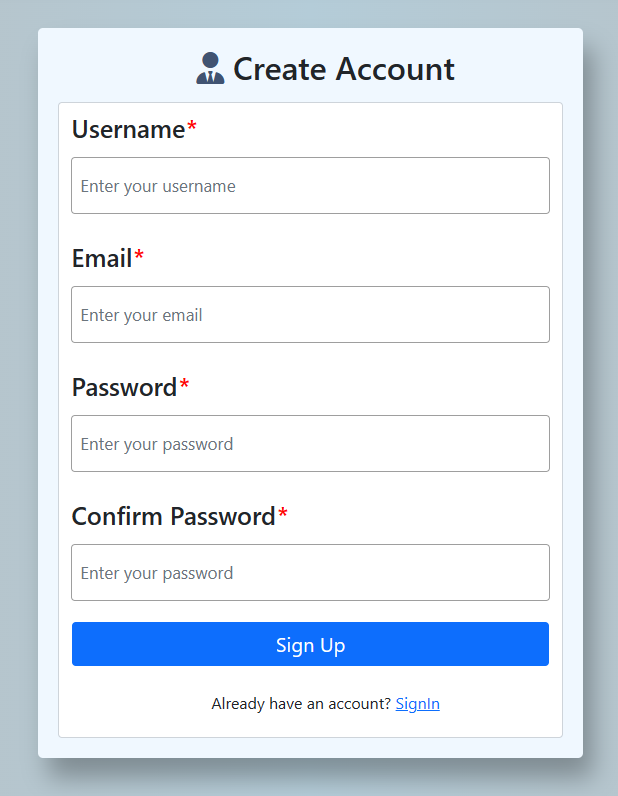 Create Account
Username*
Enter your username
Email*
Enter your email
Password*
Enter your password
Confirm Password*
Enter your password
Sign Up
Already have an account? SignIn